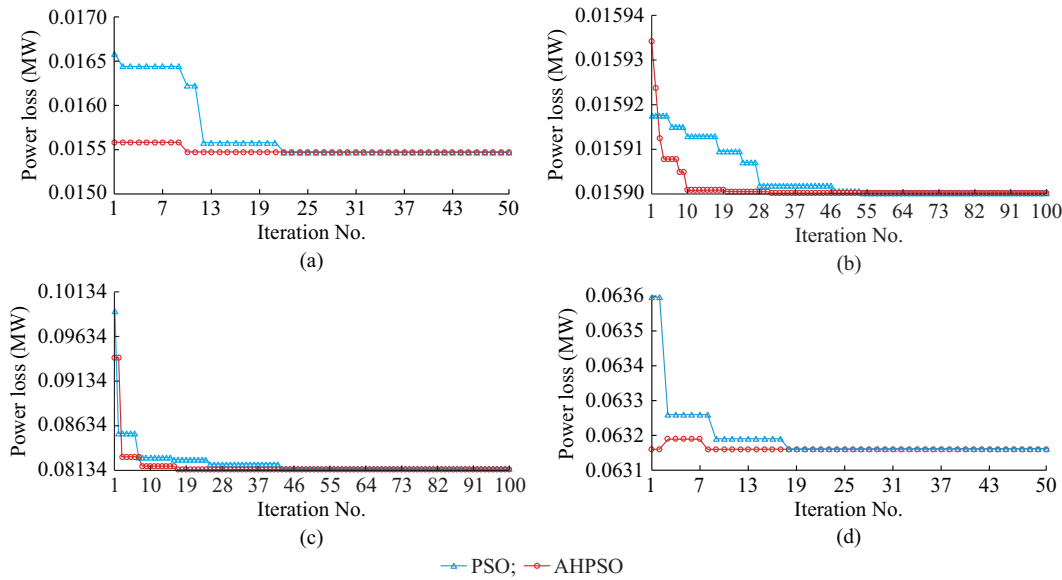 0.0170
0.0165
0.0160
0.0155
0.0150
Power loss (MW)
1 7 13 19 25 31 37 43 50
Iteration No.
(a)
0.01594
0.01593
0.01592
0.01591
0.01590
Power loss (MW)
1 10 19 28 37 46 55 64 73 82 91 100
Iteration No.
(b)
0.10134
0.09634
0.09134
0.08634
0.08134
Power loss (MW)
1 10 19 28 37 46 55 64 73 82 91 100
Iteration No.
(c)
0.0636
0.0635
0.0634
0.0633
0.0632
0.0631
Power loss (MW)
1 7 13 19 25 31 37 43 50
Iteration No.
(d)
PSO; AHPSO